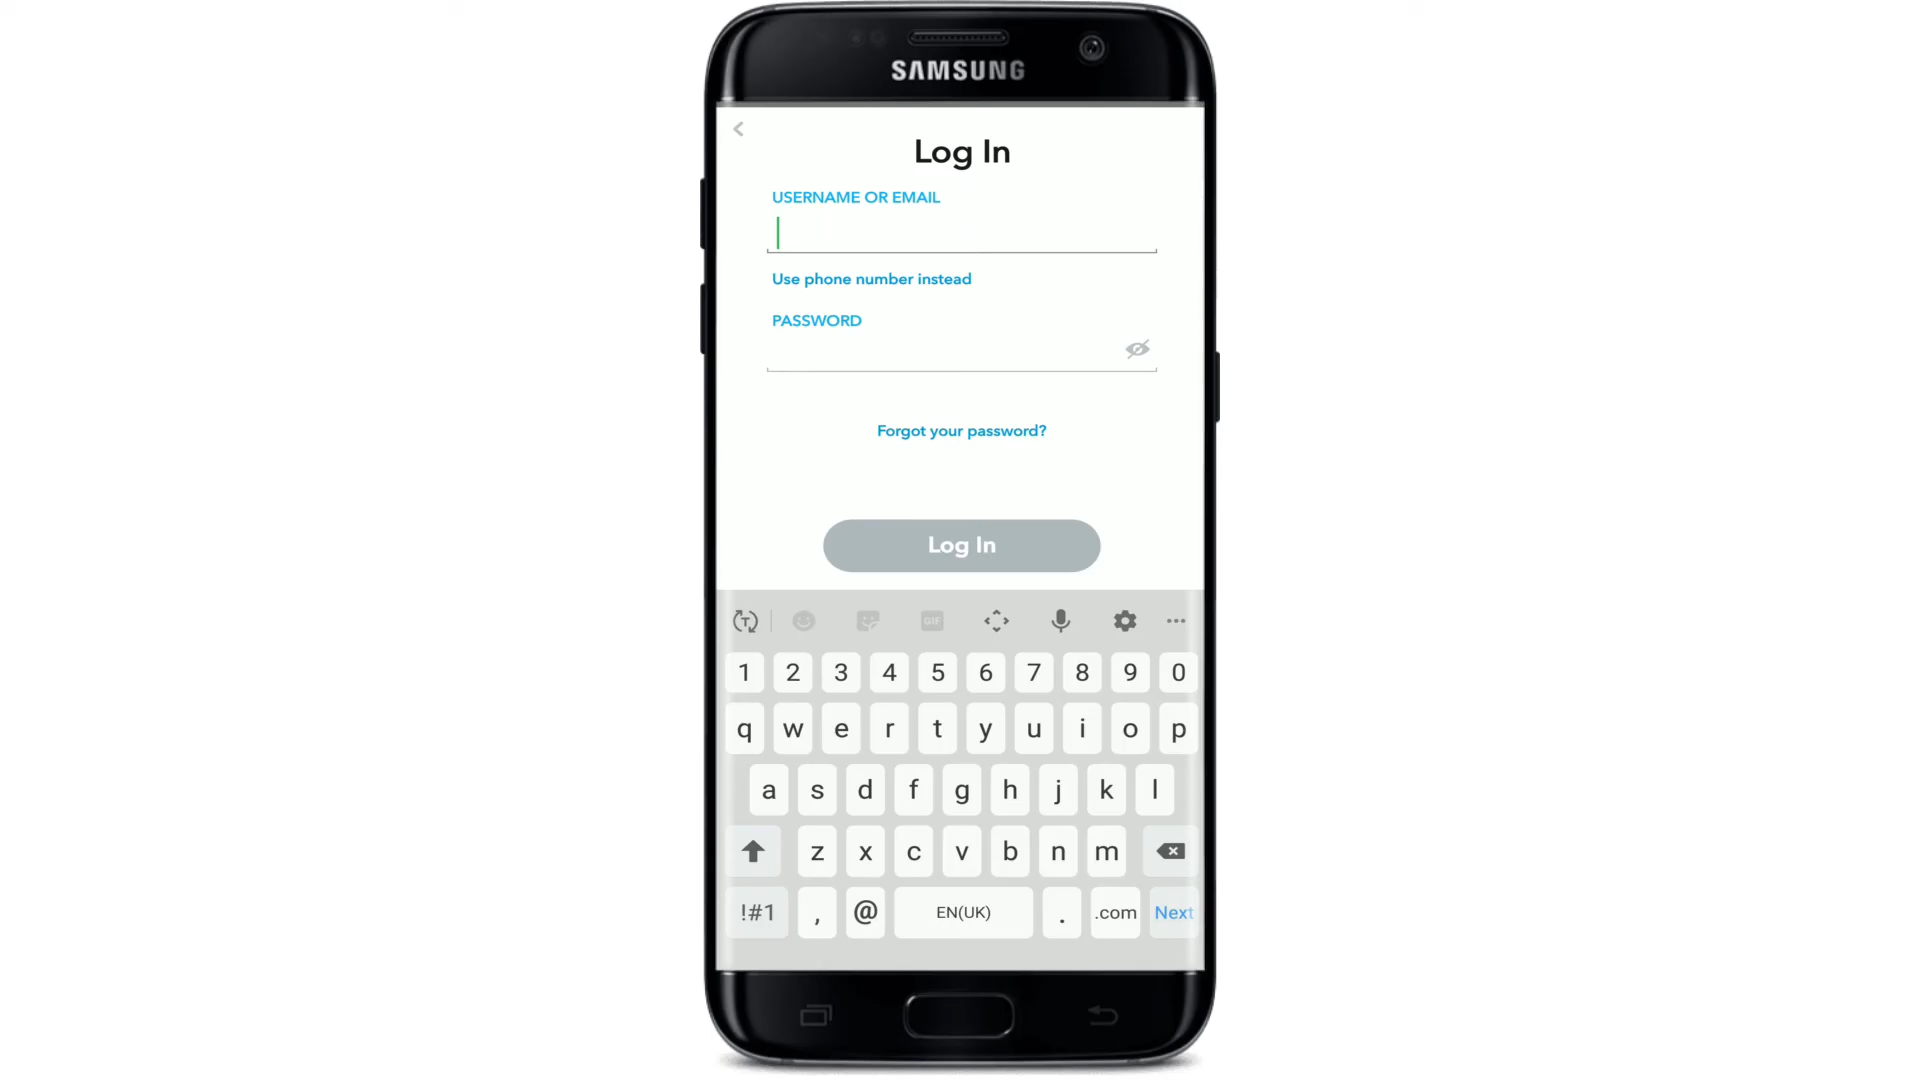 SAMSUNG
Log In
USERNAME OR EMAIL
Use phone number instead
PASSWORD
Forgot your password?
Log In
GIF
1 2 3 4 5 6 7 8 9 0
q w e r t y u i o p
a s d f g h j k l
z x c v b n m
!#1 , @ EN(UK) . .com Next